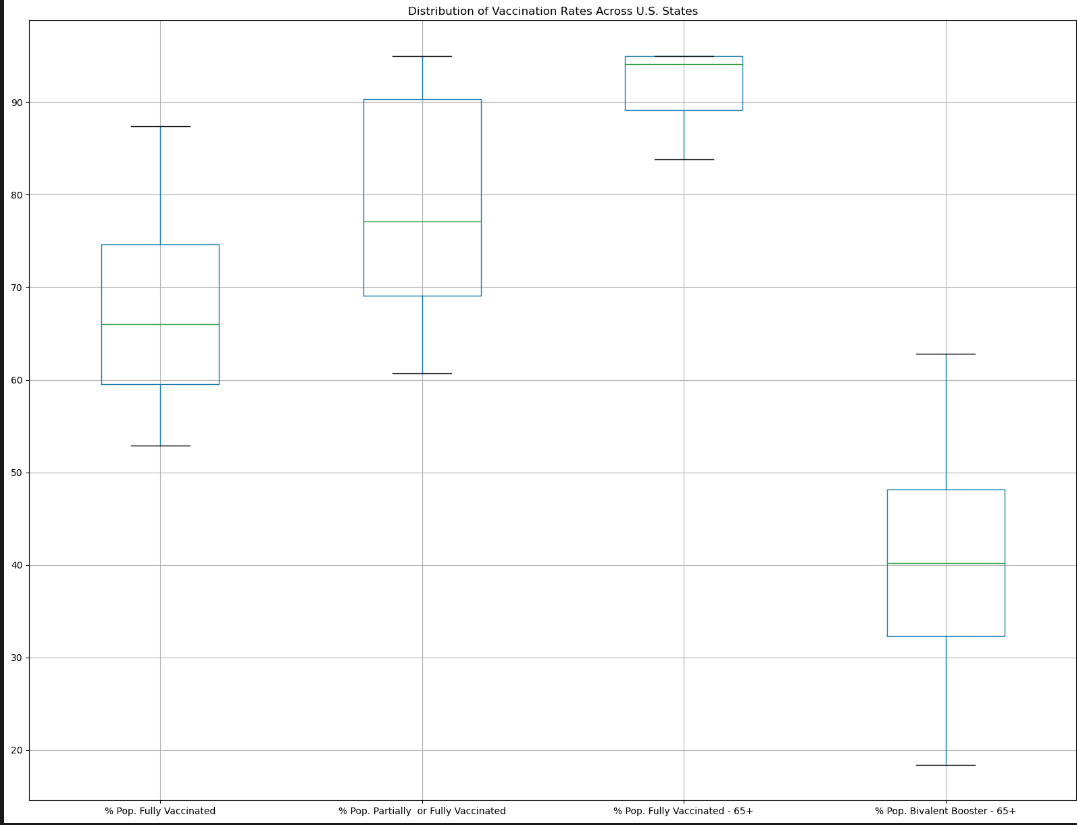 Distribution of Vaccination Rates Across U.S. States
90
80
70
60
50
40
30
20
% Pop. Fully Vaccinated
% Pop. Partially  or Fully Vaccinated
% Pop. Fully Vaccinated - 65+
% Pop. Bivalent Booster - 65+